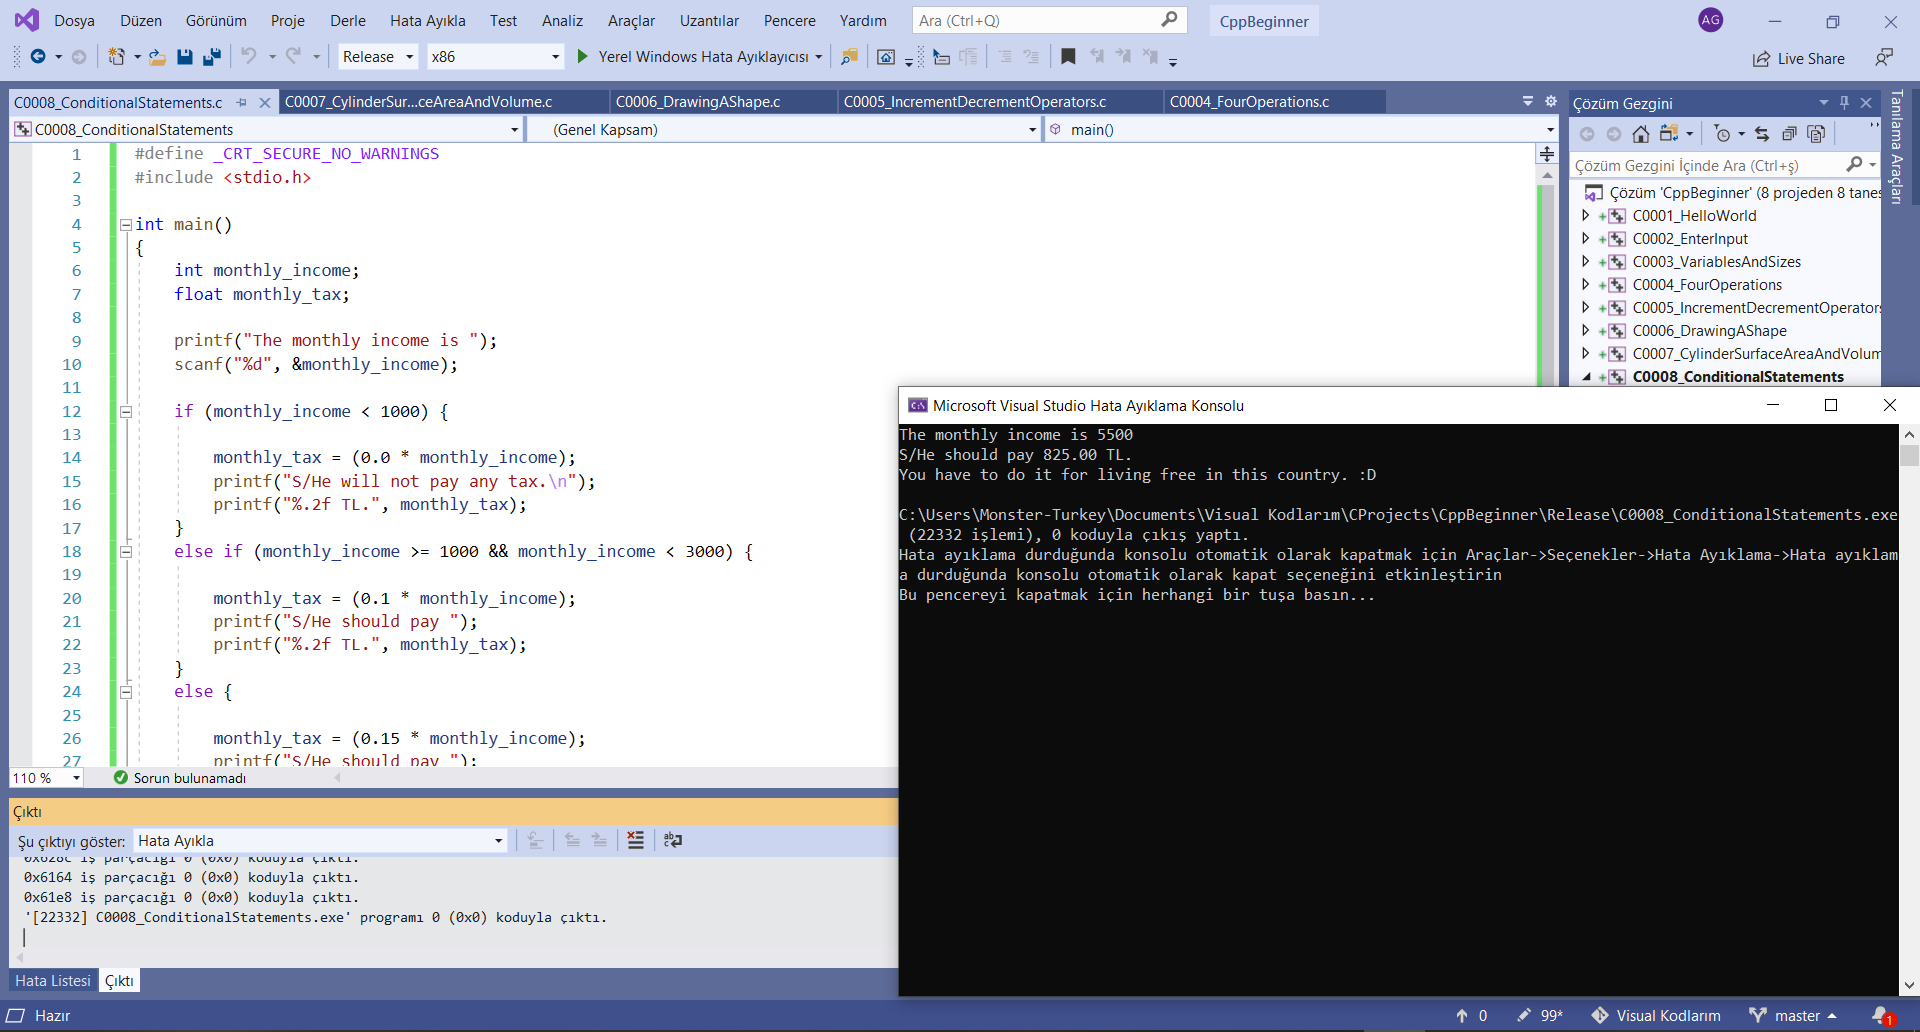 Dosya Düzen Görünüm Proje Derle Hata Ayıkla Test Analiz Araçlar Uzantılar Pencere Yardım Ara (Ctrl+Q) CppBeginner AG
Release x86 Yerel Windows Hata Ayıklayıcısı Live Share
C0008_ConditionalStatements.c C0007_CylinderSur...ceAreaAndVolume.c C0006_DrawingAShape.c C0005_IncrementDecrementOperators.c C0004_FourOperations.c
C0008_ConditionalStatements (Genel Kapsam) main()
1 #define _CRT_SECURE_NO_WARNINGS
2 #include <stdio.h>
3
4 int main()
5 {
6 int monthly_income;
7 float monthly_tax;
8
9 printf("The monthly income is ");
10 scanf("%d", &monthly_income);
11
12 if (monthly_income < 1000) {
13
14 monthly_tax = (0.0 * monthly_income);
15 printf("S/He will not pay any tax.\n");
16 printf("%.2f TL.", monthly_tax);
17 }
18 else if (monthly_income >= 1000 && monthly_income < 3000) {
19
20 monthly_tax = (0.1 * monthly_income);
21 printf("S/He should pay ");
22 printf("%.2f TL.", monthly_tax);
23 }
24 else {
25
26 monthly_tax = (0.15 * monthly_income);
27 printf("S/He should pay ");
110 % Sorun bulunamadı
Çıktı
Şu çıktıyı göster: Hata Ayıkla
0x628c iş parçacığı 0 (0x0) koduyla çıktı.
0x6164 iş parçacığı 0 (0x0) koduyla çıktı.
0x61e8 iş parçacığı 0 (0x0) koduyla çıktı.
'[22332] C0008_ConditionalStatements.exe' programı 0 (0x0) koduyla çıktı.
Hata Listesi Çıktı
Çözüm Gezgini
Çözüm Gezgini İçinde Ara (Ctrl+ş)
Çözüm 'CppBeginner' (8 projeden 8 tanes
C0001_HelloWorld
C0002_EnterInput
C0003_VariablesAndSizes
C0004_FourOperations
C0005_IncrementDecrementOperators
C0006_DrawingAShape
C0007_CylinderSurfaceAreaAndVolum
C0008_ConditionalStatements
Tanılama Araçları
Microsoft Visual Studio Hata Ayıklama Konsolu
The monthly income is 5500
S/He should pay 825.00 TL.
You have to do it for living free in this country. :D
C:\Users\Monster-Turkey\Documents\Visual Kodlarım\CProjects\CppBeginner\Release\C0008_ConditionalStatements.exe
(22332 işlemi), 0 koduyla çıkış yaptı.
Hata ayıklama durduğunda konsolu otomatik olarak kapatmak için Araçlar->Seçenekler->Hata Ayıklama->Hata ayıklam
a durduğunda konsolu otomatik olarak kapat seçeneğini etkinleştirin
Bu pencereyi kapatmak için herhangi bir tuşa basın...
Hazır 0 99* Visual Kodlarım master 1